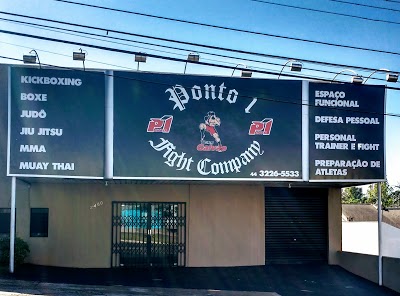 KICKBOXING
BOXE
JUDÔ
JIU JITSU
MMA
MUAY THAI
Ponto 1
P1
P1
Fight Company
44 3226-5533
ESPAÇO
FUNCIONAL
DEFESA PESSOAL
PERSONAL
TRAINER E FIGHT
PREPARAÇÃO DE
ATLETAS